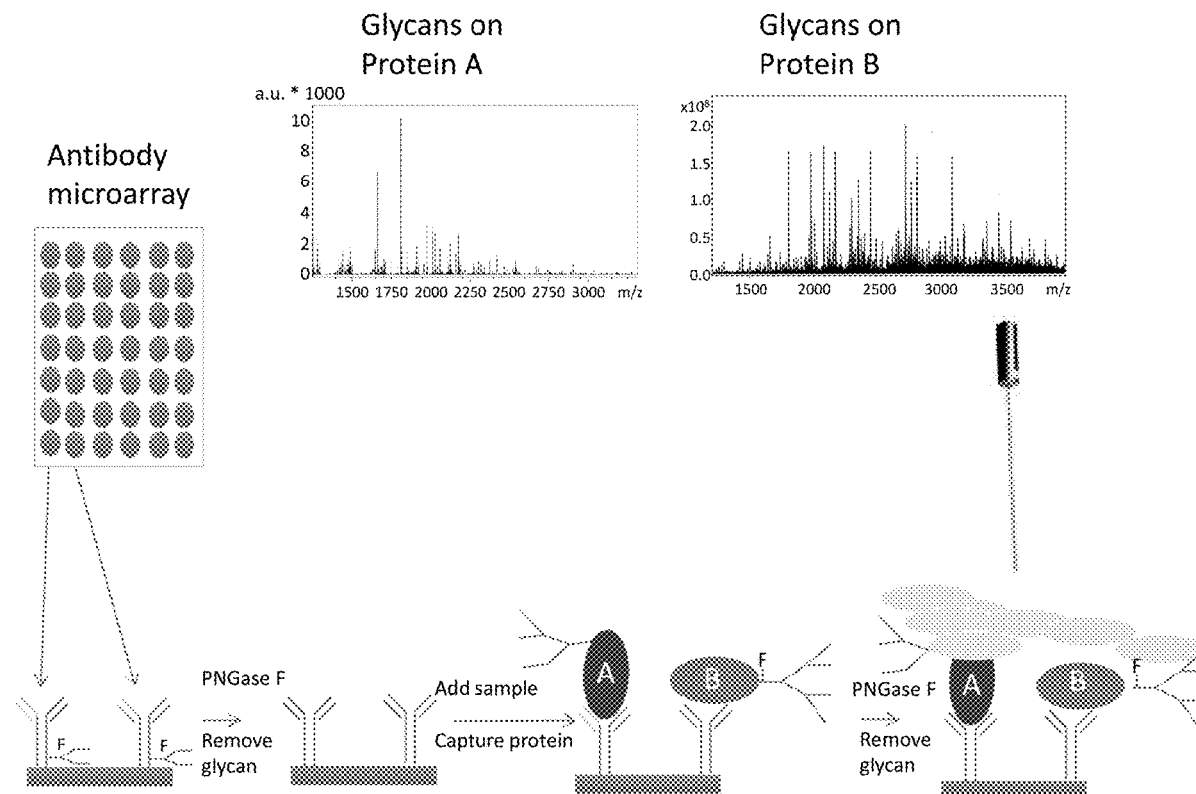 Glycans on
Protein A
Glycans on
Protein B
a.u. * 1000
10
8
6
4
2
0
1500 1750 2000 2250 2500 2750 3000 m/z
x10⁸
2.0
1.5
1.0
0.5
0.0
1500 2000 2500 3000 3500 m/z
Antibody
microarray
F
F
PNGase F
Remove
glycan
Add sample
Capture protein
A
B
F
PNGase F
Remove
glycan
A
B
F